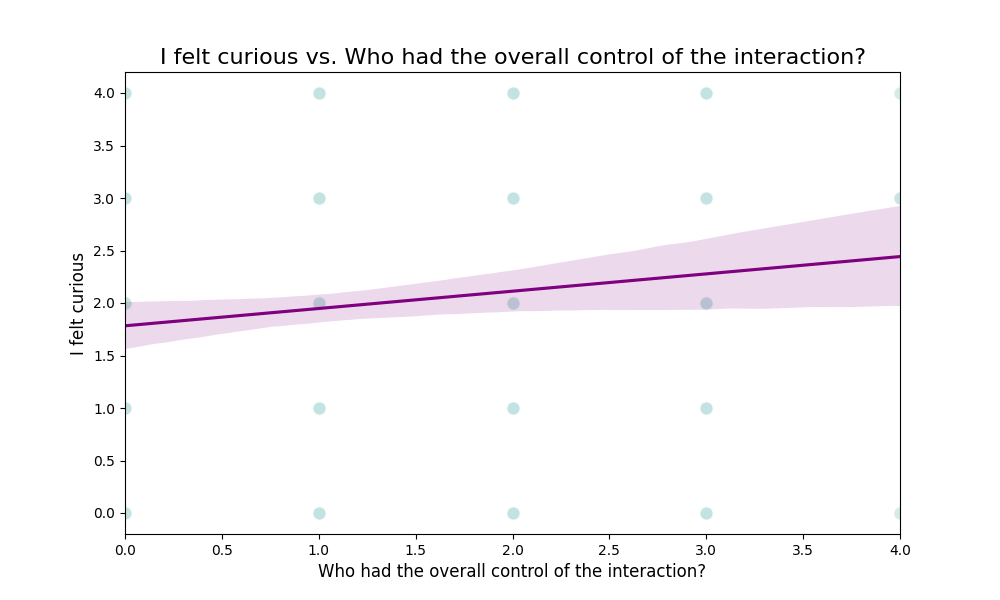 I felt curious vs. Who had the overall control of the interaction?
4.0
3.5
3.0
2.5
2.0
1.5
1.0
0.5
0.0
I felt curious
0.0 0.5 1.0 1.5 2.0 2.5 3.0 3.5 4.0
Who had the overall control of the interaction?